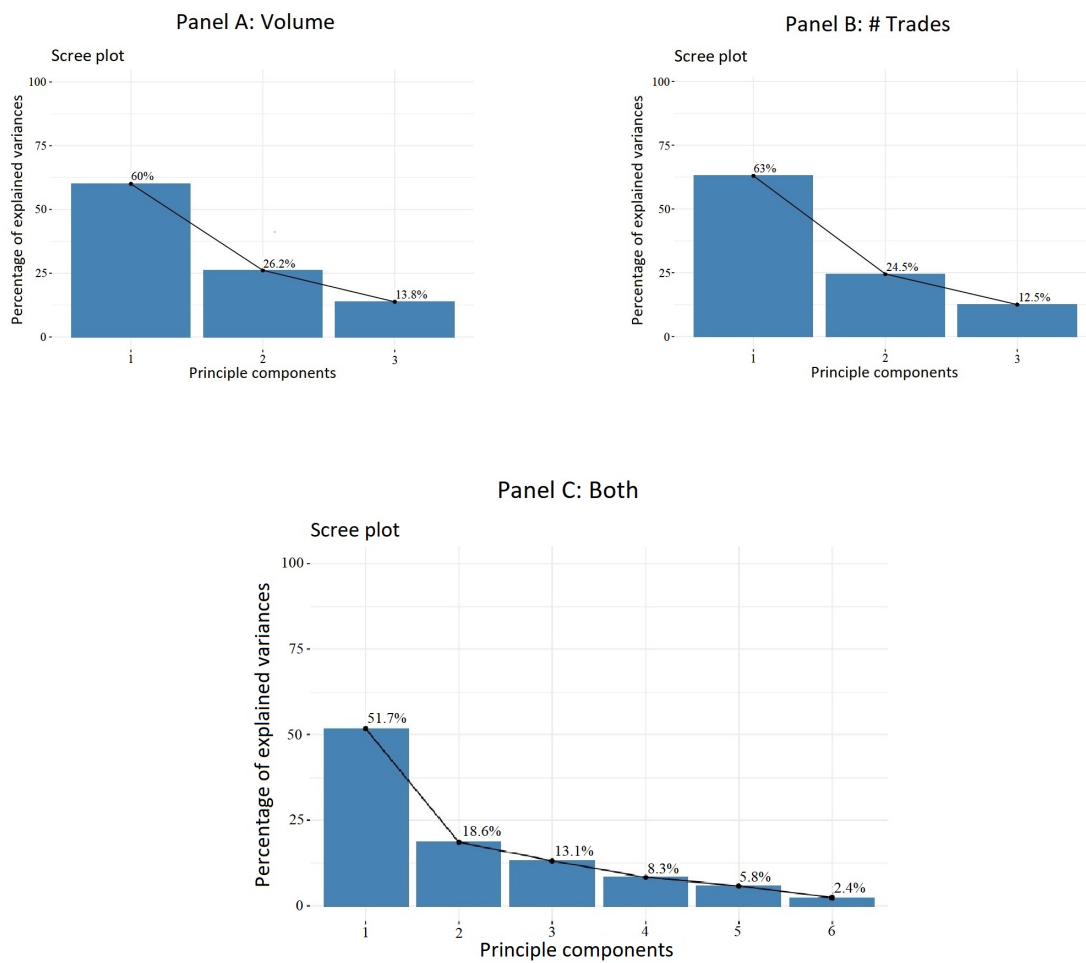 Panel A: Volume
Scree plot
Percentage of explained variances
100
75
50
25
0
60%
26.2%
13.8%
1 2 3
Principle components
Panel B: # Trades
Scree plot
Percentage of explained variances
100
75
50
25
0
63%
24.5%
12.5%
1 2 3
Principle components
Panel C: Both
Scree plot
Percentage of explained variances
100
75
50
25
0
51.7%
18.6%
13.1%
8.3%
5.8%
2.4%
1 2 3 4 5 6
Principle components